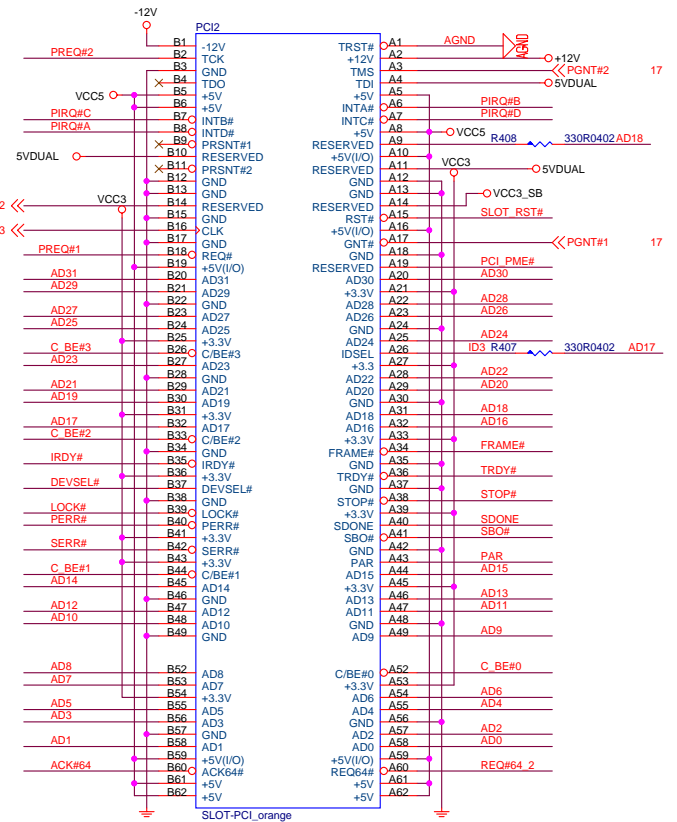 -12V
PCI2
B1 -12V TRST# A1 AGND AGND
PREQ#2 B2 TCK +12V A2 +12V
B3 GND TMS A3 PGNT#2 17
B4 TDO TDI A4 5VDUAL
VCC5 B5 +5V +5V A5
B6 +5V INTA# A6 PIRQ#B
PIRQ#C B7 INTB# INTC# A7 PIRQ#D
PIRQ#A B8 INTD# +5V A8 VCC5
B9 PRSNT#1 RESERVED A9 R408 330R0402 AD18
5VDUAL B10 RESERVED +5V(I/O) A10 VCC3
B11 PRSNT#2 RESERVED A11 5VDUAL
B12 GND GND A12
B13 GND GND A13
2 VCC3 B14 RESERVED RESERVED A14 VCC3_SB
B15 GND RST# A15 SLOT_RST#
3 B16 CLK +5V(I/O) A16
B17 GND GNT# A17 PGNT#1 17
PREQ#1 B18 REQ# GND A18
B19 +5V(I/O) RESERVED A19 PCI_PME#
AD31 B20 AD31 AD30 A20 AD30
AD29 B21 AD29 +3.3V A21
B22 GND AD28 A22 AD28
AD27 B23 AD27 AD26 A23 AD26
AD25 B24 AD25 GND A24
B25 +3.3V AD24 A25 AD24
C_BE#3 B26 C/BE#3 IDSEL A26 ID3 R407 330R0402 AD17
AD23 B27 AD23 +3.3 A27
B28 GND AD22 A28 AD22
AD21 B29 AD21 AD20 A29 AD20
AD19 B30 AD19 GND A30
B31 +3.3V AD18 A31 AD18
AD17 B32 AD17 AD16 A32 AD16
C_BE#2 B33 C/BE#2 +3.3V A33
B34 GND FRAME# A34 FRAME#
IRDY# B35 IRDY# GND A35
B36 +3.3V TRDY# A36 TRDY#
DEVSEL# B37 DEVSEL# GND A37
B38 GND STOP# A38 STOP#
LOCK# B39 LOCK# +3.3V A39
PERR# B40 PERR# SDONE A40 SDONE
B41 +3.3V SBO# A41 SBO#
SERR# B42 SERR# GND A42
B43 +3.3V PAR A43 PAR
C_BE#1 B44 C/BE#1 AD15 A44 AD15
AD14 B45 AD14 +3.3V A45
B46 GND AD13 A46 AD13
AD12 B47 AD12 AD11 A47 AD11
AD10 B48 AD10 GND A48
B49 GND AD9 A49 AD9
AD8 B52 AD8 C/BE#0 A52 C_BE#0
AD7 B53 AD7 +3.3V A53
B54 +3.3V AD6 A54 AD6
AD5 B55 AD5 AD4 A55 AD4
AD3 B56 AD3 GND A56
B57 GND AD2 A57 AD2
AD1 B58 AD1 AD0 A58 AD0
B59 +5V(I/O) +5V(I/O) A59
ACK#64 B60 ACK64# REQ64# A60 REQ#64_2
B61 +5V +5V A61
B62 +5V +5V A62
SLOT-PCI_orange